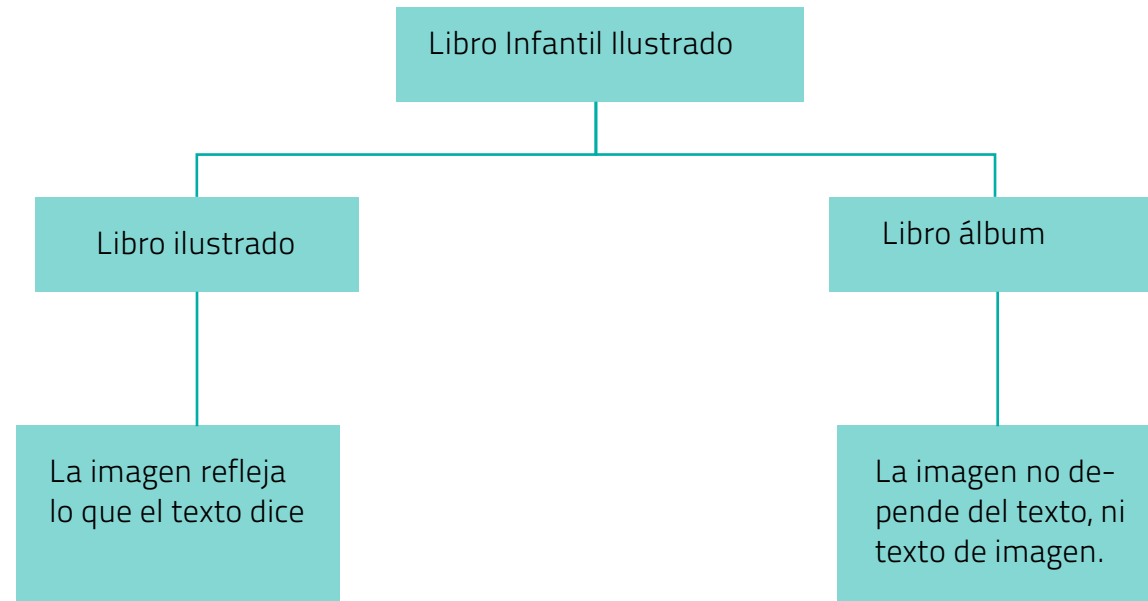 Libro Infantil Ilustrado
Libro ilustrado
Libro álbum
La imagen refleja
lo que el texto dice
La imagen no de-
pende del texto, ni
texto de imagen.